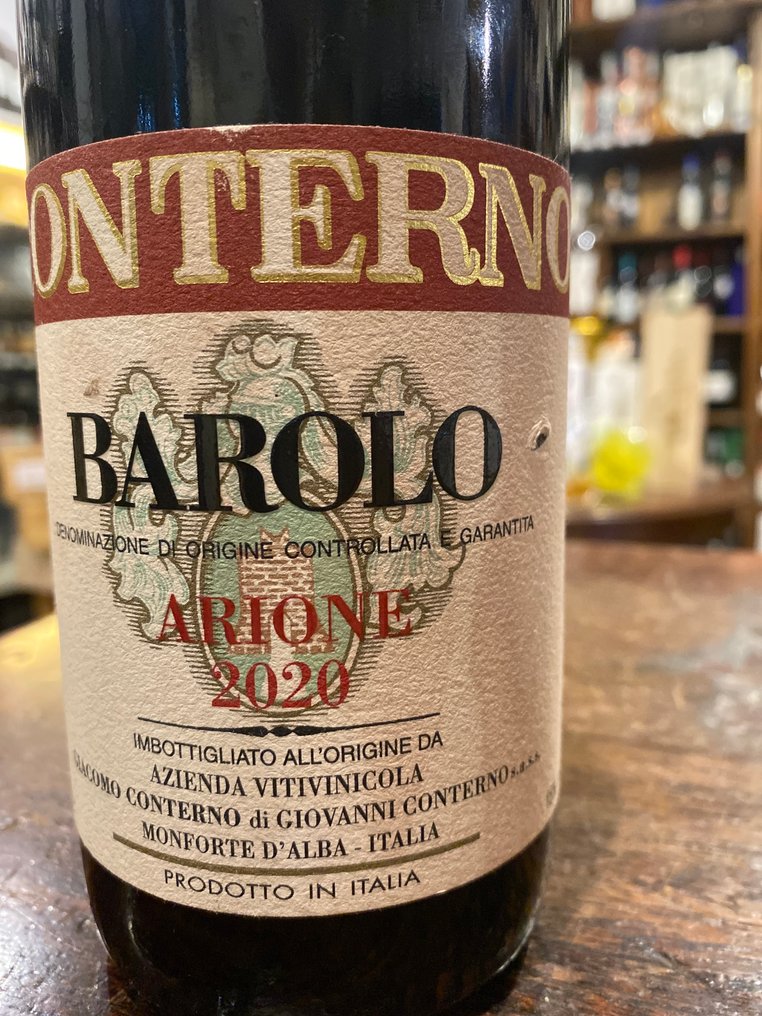 ONTERNO
BAROLO
DENOMINAZIONE DI ORIGINE CONTROLLATA E GARANTITA
ARIONE
2020
IMBOTTIGLIATO ALL'ORIGINE DA
AZIENDA VITIVINICOLA
GIACOMO CONTERNO di GIOVANNI CONTERNO s.a.s.s.
MONFORTE D'ALBA - ITALIA
PRODOTTO IN ITALIA